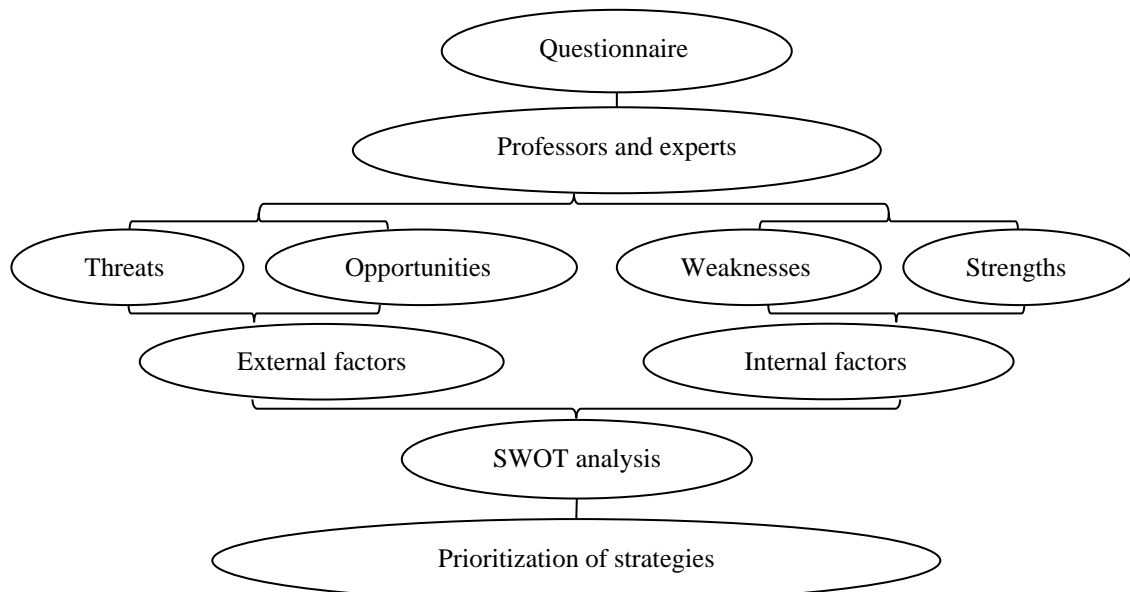 Questionnaire
Professors and experts
Threats
Opportunities
Weaknesses
Strengths
External factors
Internal factors
SWOT analysis
Prioritization of strategies